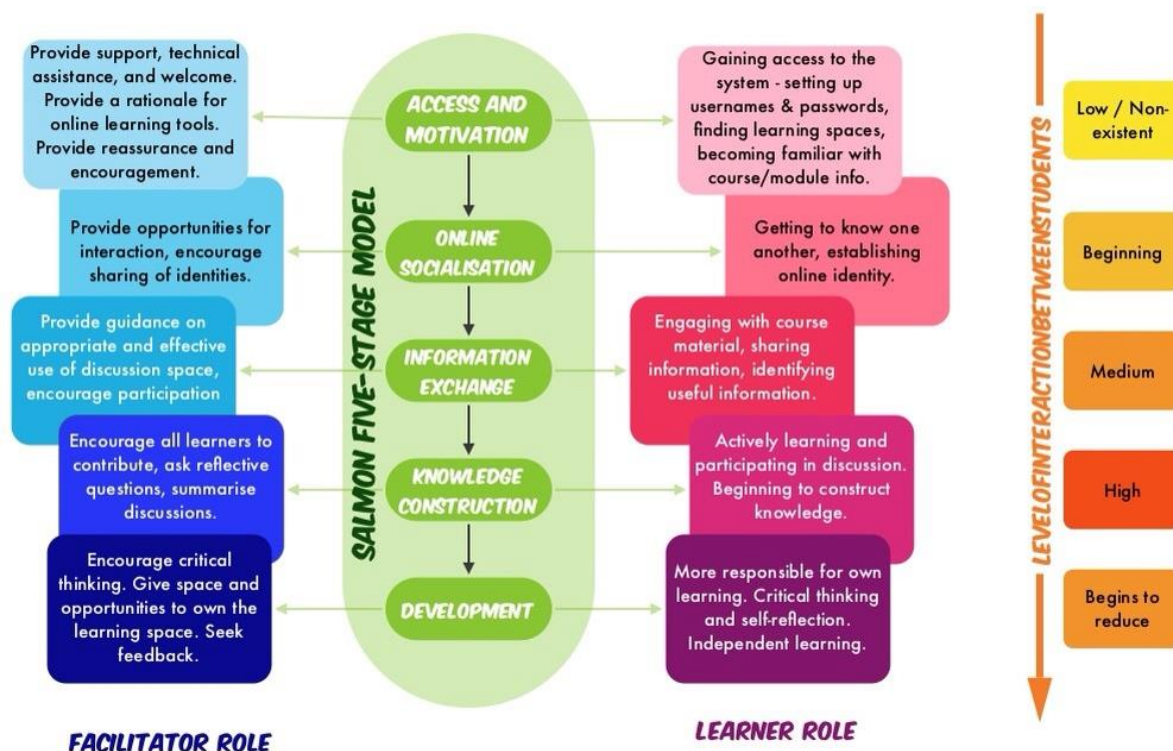 Provide support, technical
assistance, and welcome.
Provide a rationale for
online learning tools.
Provide reassurance and
encouragement.
Provide opportunities for
interaction, encourage
sharing of identities.
Provide guidance on
appropriate and effective
use of discussion space,
encourage participation
Encourage all learners to
contribute, ask reflective
questions, summarise
discussions.
Encourage critical
thinking. Give space and
opportunities to own the
learning space. Seek
feedback.
FACILITATOR ROLE
SALMON FIVE-STAGE MODEL
ACCESS AND
MOTIVATION
ONLINE
SOCIALISATION
INFORMATION
EXCHANGE
KNOWLEDGE
CONSTRUCTION
DEVELOPMENT
Gaining access to the
system - setting up
usernames & passwords,
finding learning spaces,
becoming familiar with
course/module info.
Getting to know one
another, establishing
online identity.
Engaging with course
material, sharing
information, identifying
useful information.
Actively learning and
participating in discussion.
Beginning to construct
knowledge.
More responsible for own
learning. Critical thinking
and self-reflection.
Independent learning.
LEARNER ROLE
LEVELOFINTERACTIONBETWEENSTUDENTS
Low / Non-
existent
Beginning
Medium
High
Begins to
reduce